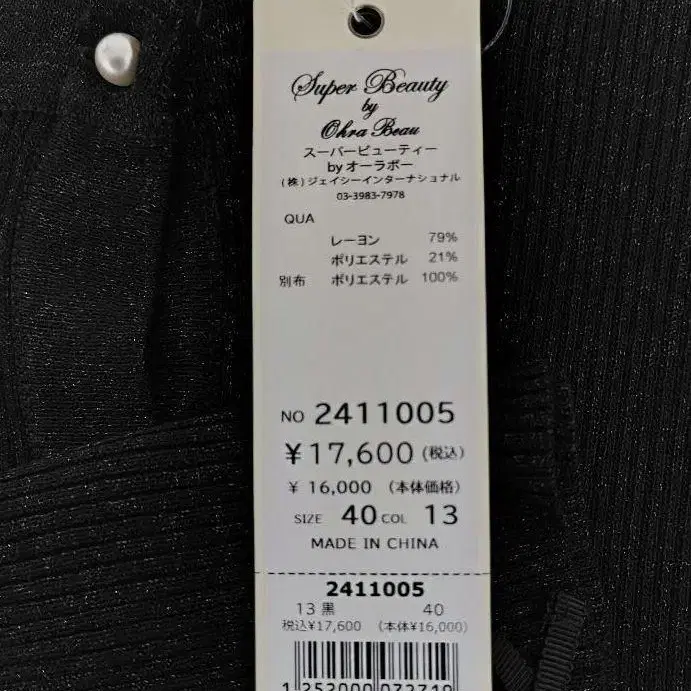 Super Beauty
by
Ohra Beau
スーパービューティー
by オーラボー
(株)ジェイシーインターナショナル
03-3983-7978
QUA
レーヨン 79%
ポリエステル 21%
別布 ポリエステル 100%
NO 2411005
¥17,600(税込)
¥ 16,000 (本体価格)
SIZE 40 COL 13
MADE IN CHINA
2411005
13 黒 40
税込¥17,600 (本体¥16,000)